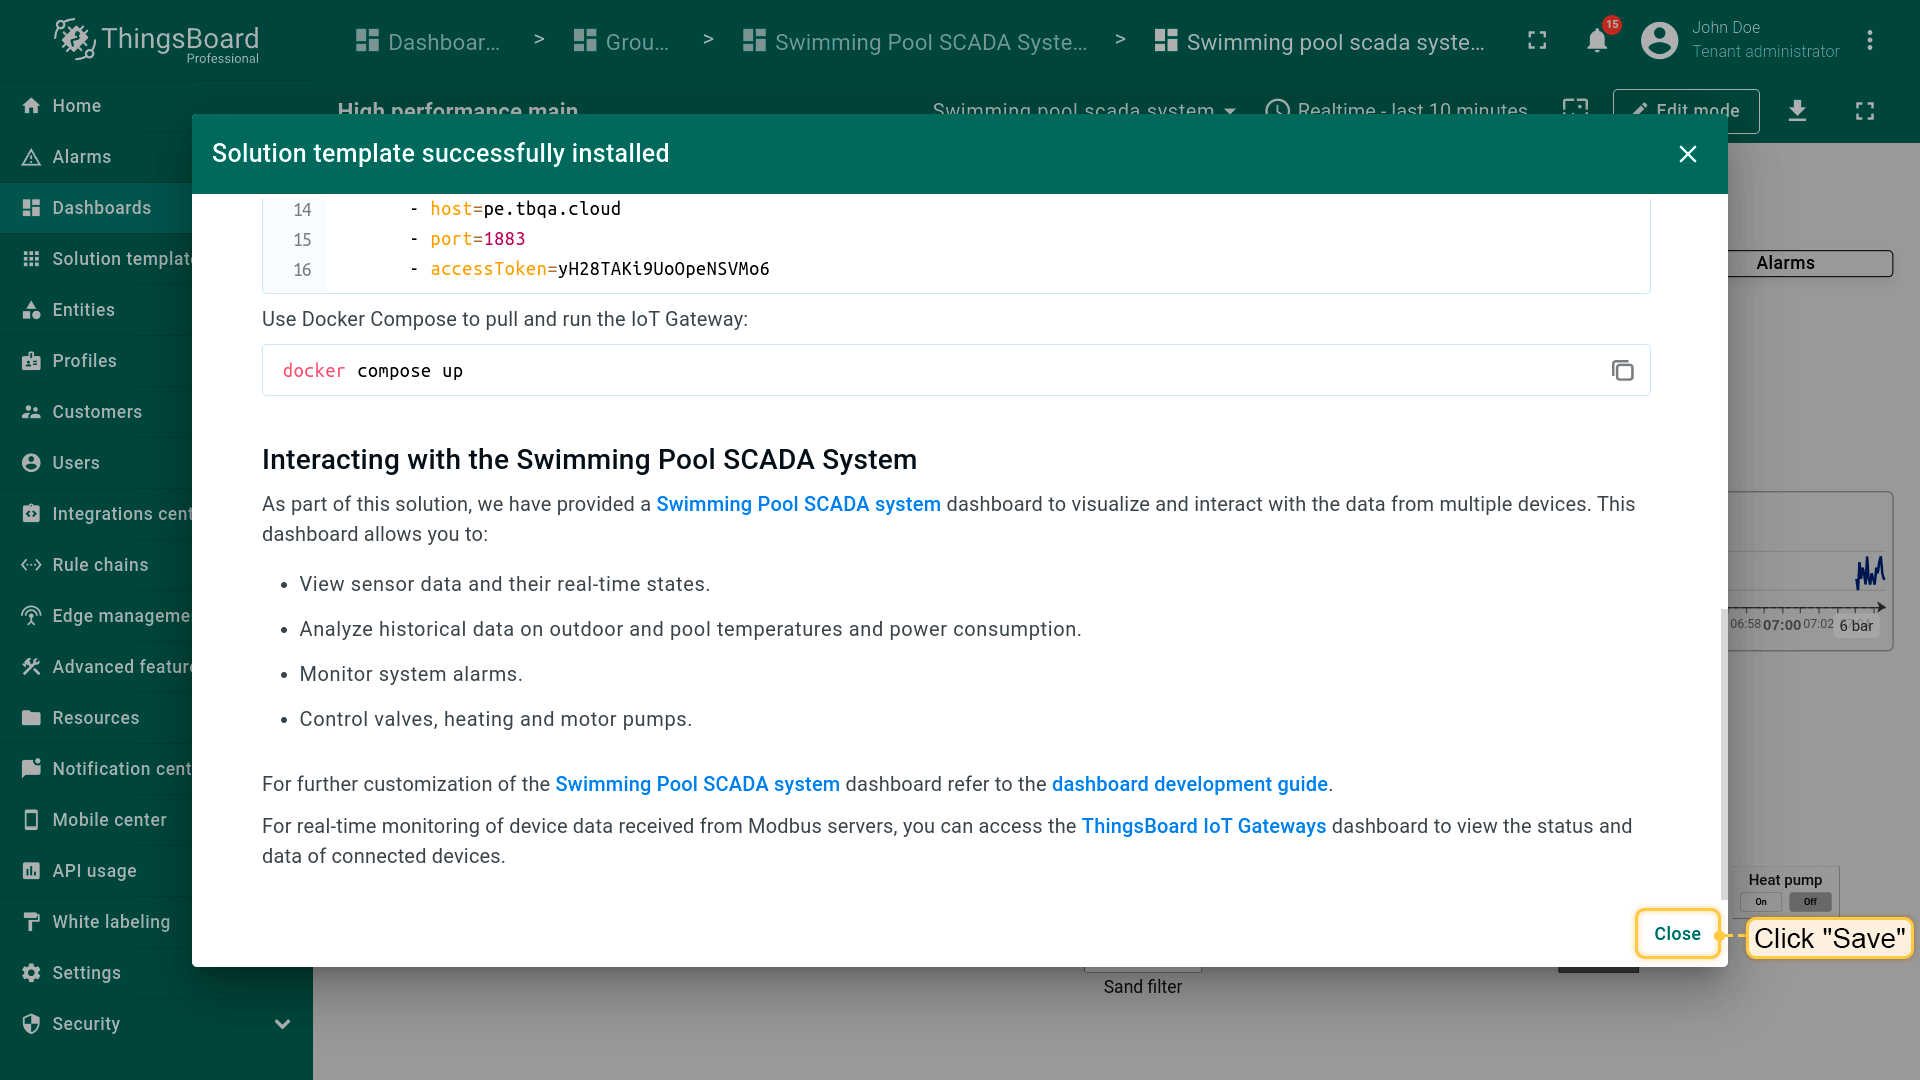 ThingsBoard
Professional
Dashboar... > Grou... > Swimming Pool SCADA Syste... > Swimming pool scada syste...
15
John Doe
Tenant administrator
High performance main
Swimming pool scada system
Realtime - last 10 minutes
Edit mode
Home
Alarms
Dashboards
Solution template
Entities
Profiles
Customers
Users
Integrations cent
Rule chains
Edge manageme
Advanced feature
Resources
Notification cent
Mobile center
API usage
White labeling
Settings
Security
Solution template successfully installed
14 - host=pe.tbqa.cloud
15 - port=1883
16 - accessToken=yH28TAKi9UoOpeNSVMo6
Use Docker Compose to pull and run the IoT Gateway:
docker compose up
Interacting with the Swimming Pool SCADA System
As part of this solution, we have provided a Swimming Pool SCADA system dashboard to visualize and interact with the data from multiple devices. This
dashboard allows you to:
• View sensor data and their real-time states.
• Analyze historical data on outdoor and pool temperatures and power consumption.
• Monitor system alarms.
• Control valves, heating and motor pumps.
For further customization of the Swimming Pool SCADA system dashboard refer to the dashboard development guide.
For real-time monitoring of device data received from Modbus servers, you can access the ThingsBoard IoT Gateways dashboard to view the status and
data of connected devices.
Close
Click "Save"
Alarms
06:58 07:00 07:02
6 bar
Heat pump
On Off
Sand filter